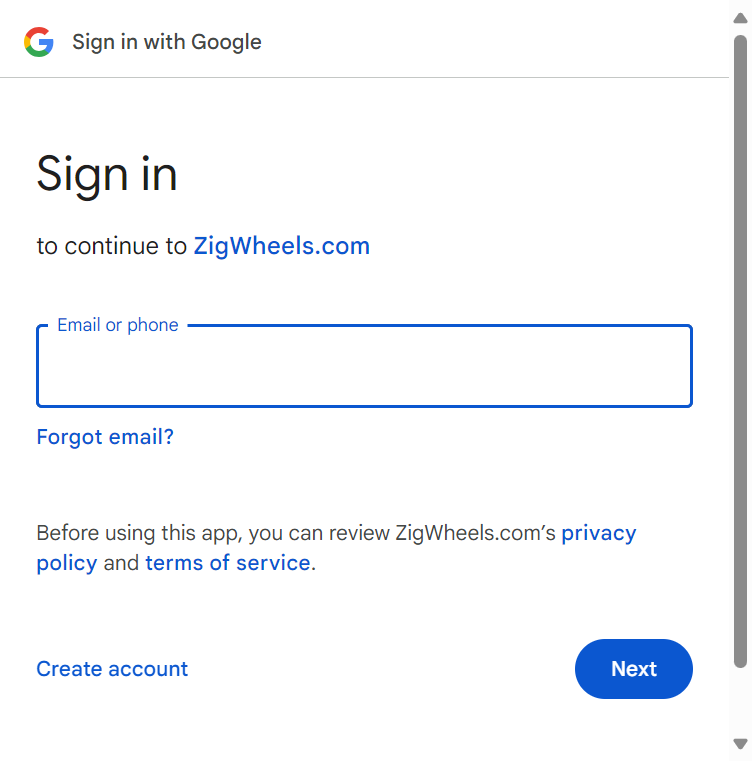 Sign in with Google
Sign in
to continue to ZigWheels.com
Email or phone
Forgot email?
Before using this app, you can review ZigWheels.com’s privacy
policy and terms of service.
Create account
Next